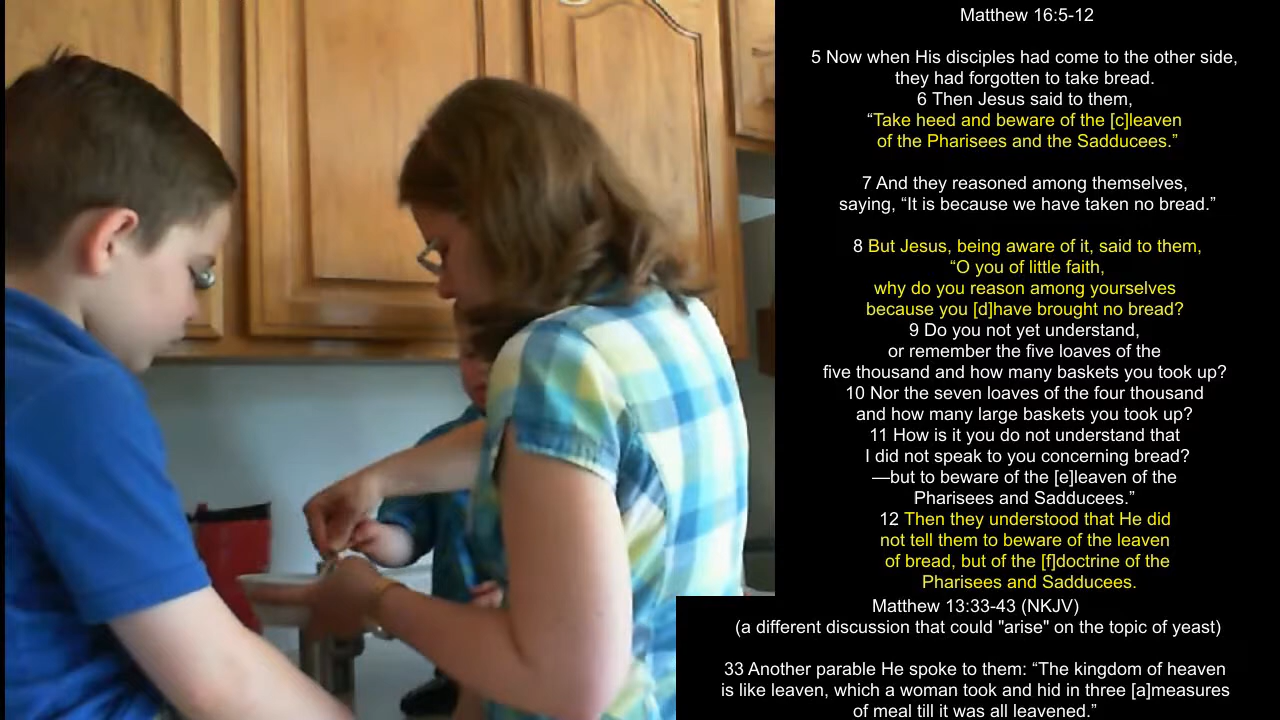 Matthew 16:5-12
5 Now when His disciples had come to the other side,
they had forgotten to take bread.
6 Then Jesus said to them,
“Take heed and beware of the [c]leaven
of the Pharisees and the Sadducees.”
7 And they reasoned among themselves,
saying, “It is because we have taken no bread.”
8 But Jesus, being aware of it, said to them,
“O you of little faith,
why do you reason among yourselves
because you [d]have brought no bread?
9 Do you not yet understand,
or remember the five loaves of the
five thousand and how many baskets you took up?
10 Nor the seven loaves of the four thousand
and how many large baskets you took up?
11 How is it you do not understand that
I did not speak to you concerning bread?
—but to beware of the [e]leaven of the
Pharisees and Sadducees.”
12 Then they understood that He did
not tell them to beware of the leaven
of bread, but of the [f]doctrine of the
Pharisees and Sadducees.
Matthew 13:33-43 (NKJV)
(a different discussion that could "arise" on the topic of yeast)
33 Another parable He spoke to them: “The kingdom of heaven
is like leaven, which a woman took and hid in three [a]measures
of meal till it was all leavened.”